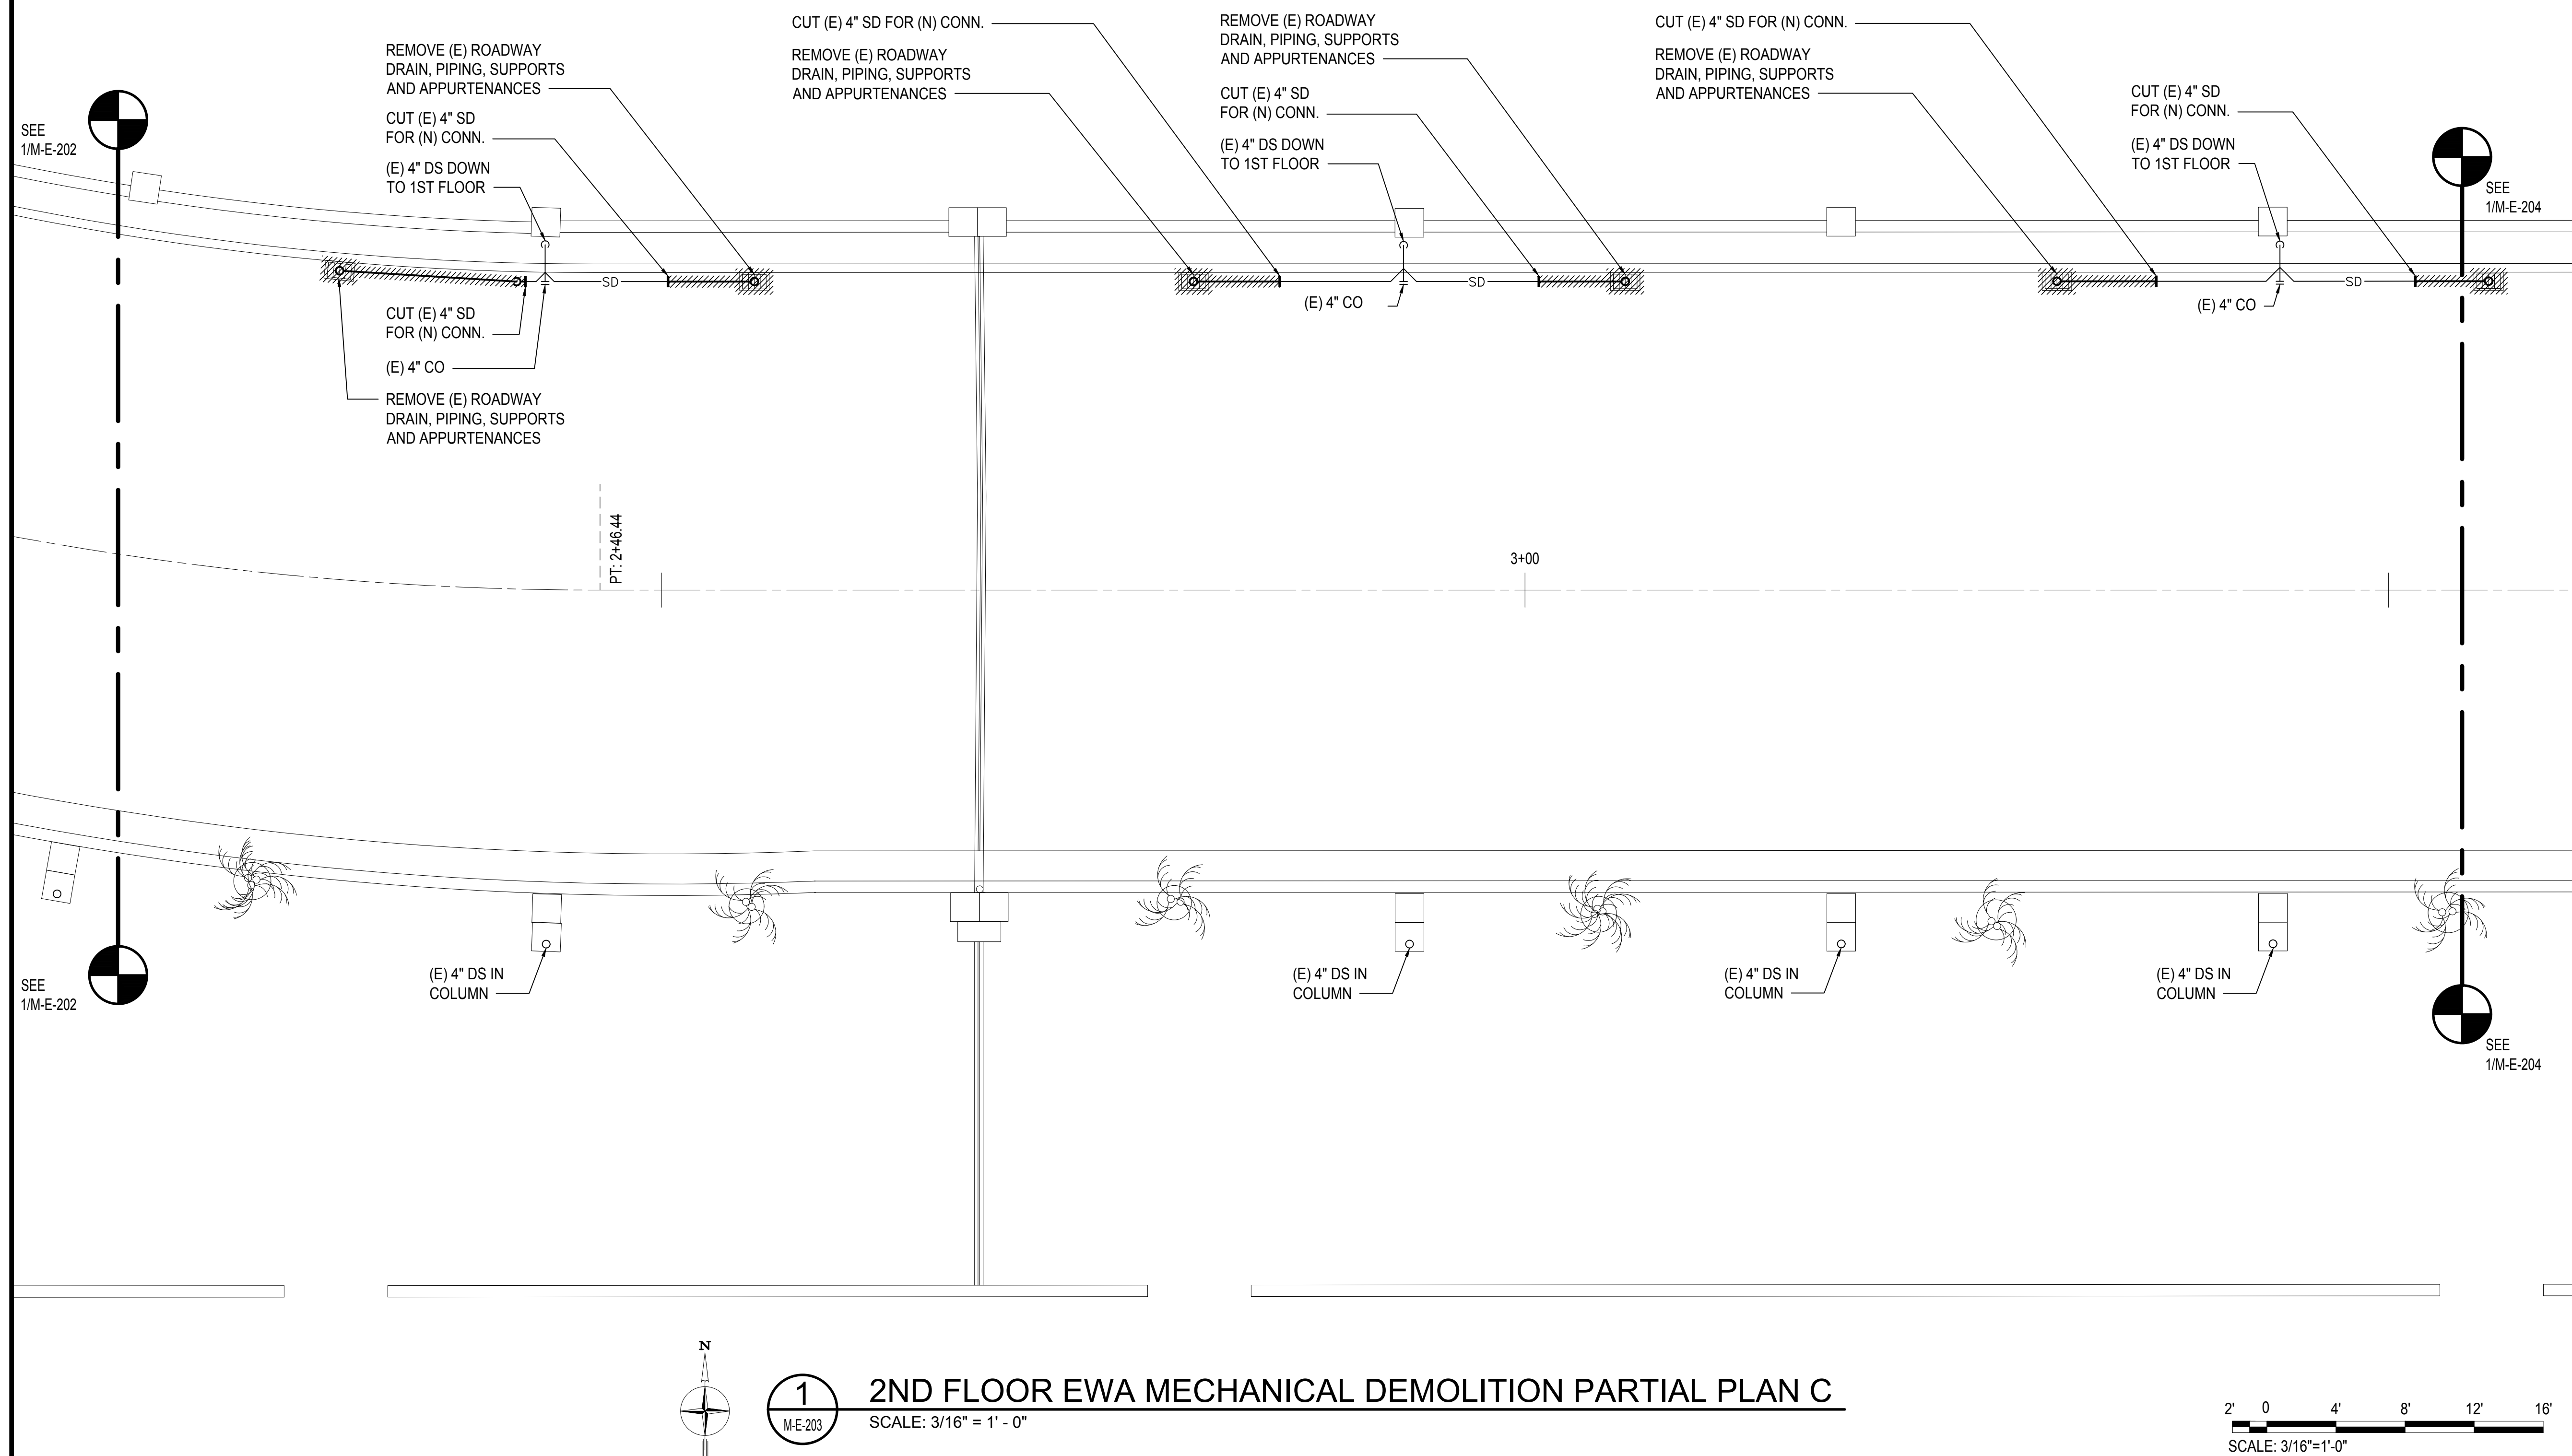 CUT (E) 4" SD FOR (N) CONN.
REMOVE (E) ROADWAY
DRAIN, PIPING, SUPPORTS
AND APPURTENANCES
REMOVE (E) ROADWAY
DRAIN, PIPING, SUPPORTS
AND APPURTENANCES
CUT (E) 4" SD FOR (N) CONN.
REMOVE (E) ROADWAY
DRAIN, PIPING, SUPPORTS
AND APPURTENANCES
REMOVE (E) ROADWAY
DRAIN, PIPING, SUPPORTS
AND APPURTENANCES
CUT (E) 4" SD
FOR (N) CONN.
CUT (E) 4" SD
FOR (N) CONN.
CUT (E) 4" SD
FOR (N) CONN.
SEE
1/M-E-202
(E) 4" DS DOWN
TO 1ST FLOOR
(E) 4" DS DOWN
TO 1ST FLOOR
(E) 4" DS DOWN
TO 1ST FLOOR
SEE
1/M-E-204
SD
SD
SD
CUT (E) 4" SD
FOR (N) CONN.
(E) 4" CO
(E) 4" CO
(E) 4" CO
REMOVE (E) ROADWAY
DRAIN, PIPING, SUPPORTS
AND APPURTENANCES
PT: 2+46.44
3+00
SEE
1/M-E-202
(E) 4" DS IN
COLUMN
(E) 4" DS IN
COLUMN
(E) 4" DS IN
COLUMN
(E) 4" DS IN
COLUMN
SEE
1/M-E-204
N
1
M-E-203
2ND FLOOR EWA MECHANICAL DEMOLITION PARTIAL PLAN C
SCALE: 3/16" = 1' - 0"
2' 0 4' 8' 12' 16'
SCALE: 3/16"=1'-0"